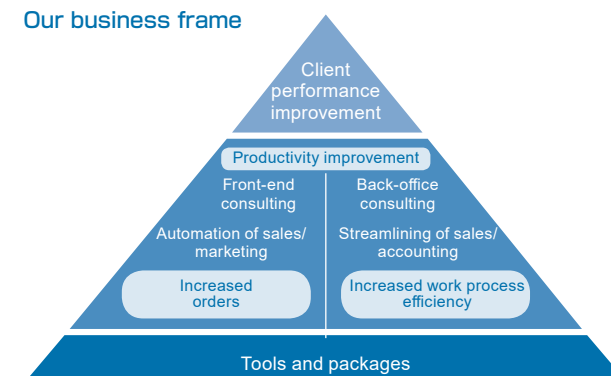 Our business frame
Client
performance
improvement
Productivity improvement
Front-end
consulting
Automation of sales/
marketing
Increased
orders
Back-office
consulting
Streamlining of sales/
accounting
Increased work process
efficiency
Tools and packages